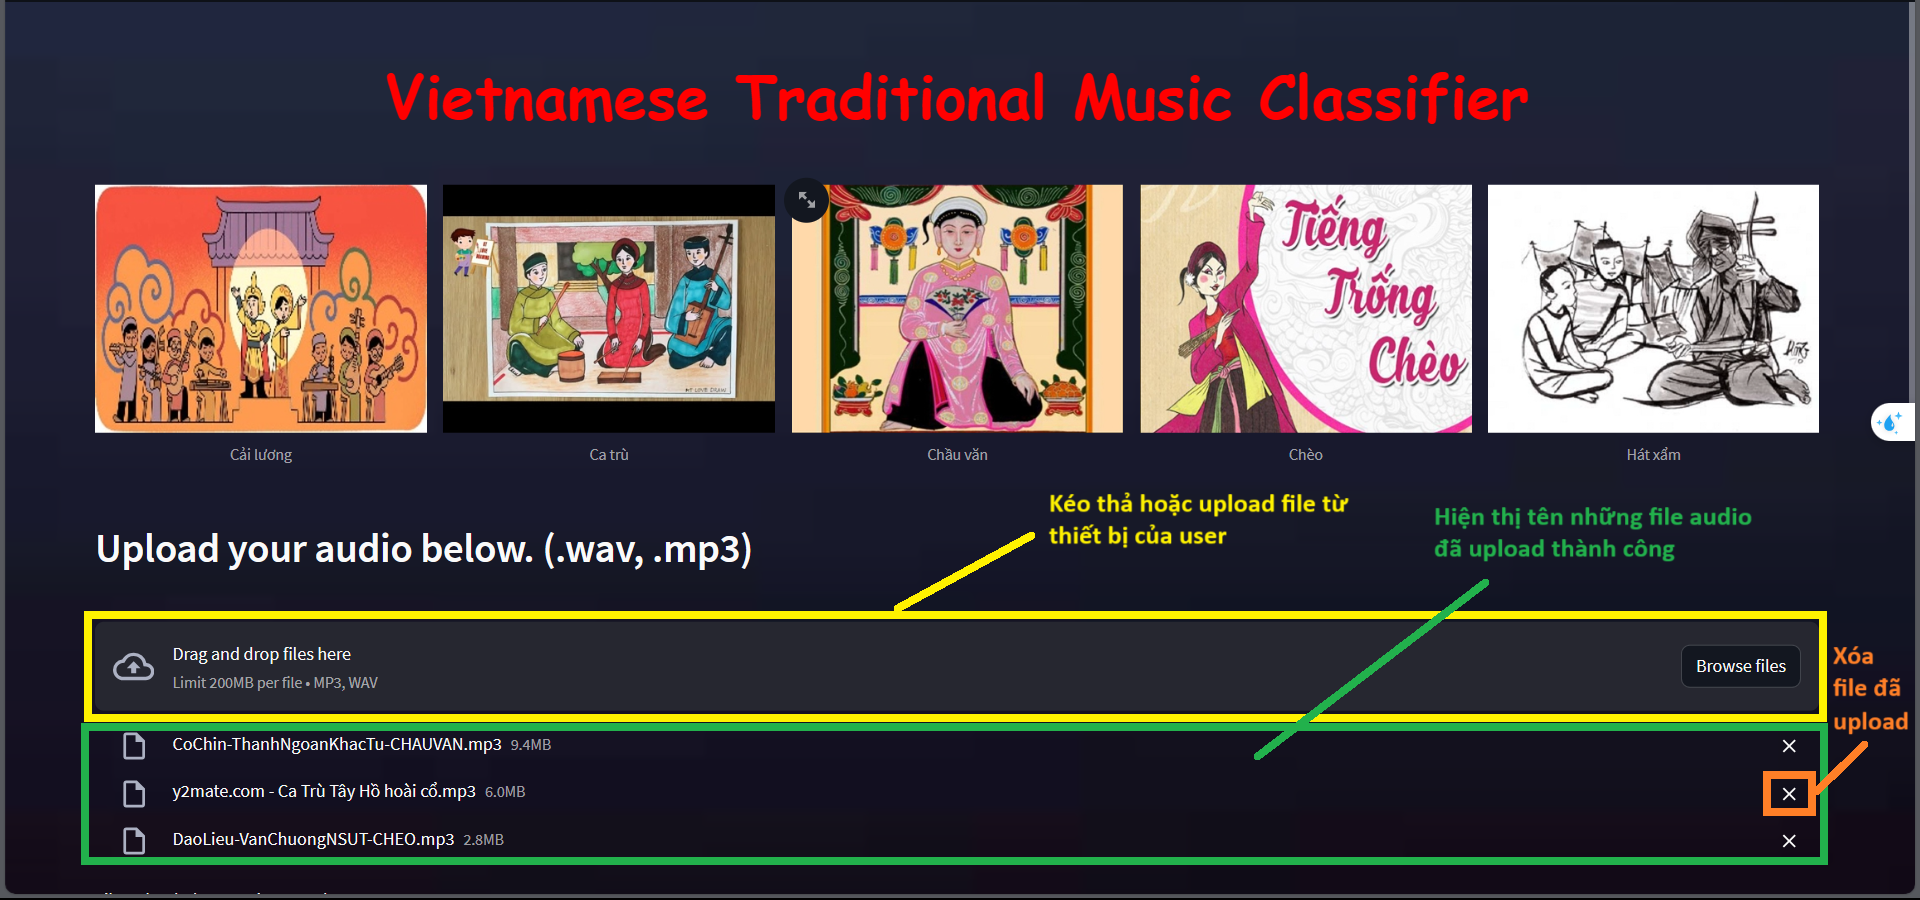 Vietnamese Traditional Music Classifier
Tiếng
Trống
Chèo
Cải lương
Ca trù
Chầu văn
Chèo
Hát xẩm
Kéo thả hoặc upload file từ
thiết bị của user
Hiện thị tên những file audio
đã upload thành công
Upload your audio below. (.wav, .mp3)
Drag and drop files here
Limit 200MB per file • MP3, WAV
Browse files
Xóa
file đã
upload
CoChin-ThanhNgoanKhacTu-CHAUVAN.mp3 9.4MB
y2mate.com - Ca Trù Tây Hồ hoài cổ.mp3 6.0MB
DaoLieu-VanChuongNSUT-CHEO.mp3 2.8MB